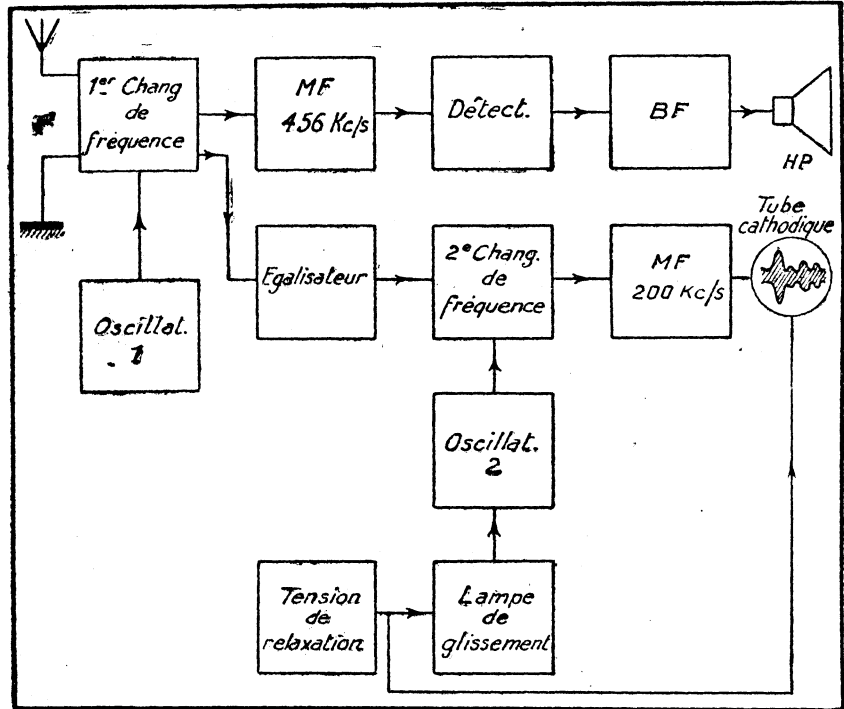 1er Chang
de
fréquence
MF
456 Kc/s
Détect.
BF
HP
Tube
cathodique
Egalisateur
2e Chang.
de
fréquence
MF
200 Kc/s
Oscillat.
1
Oscillat.
2
Tension
de
relaxation
Lampe
de
glissement